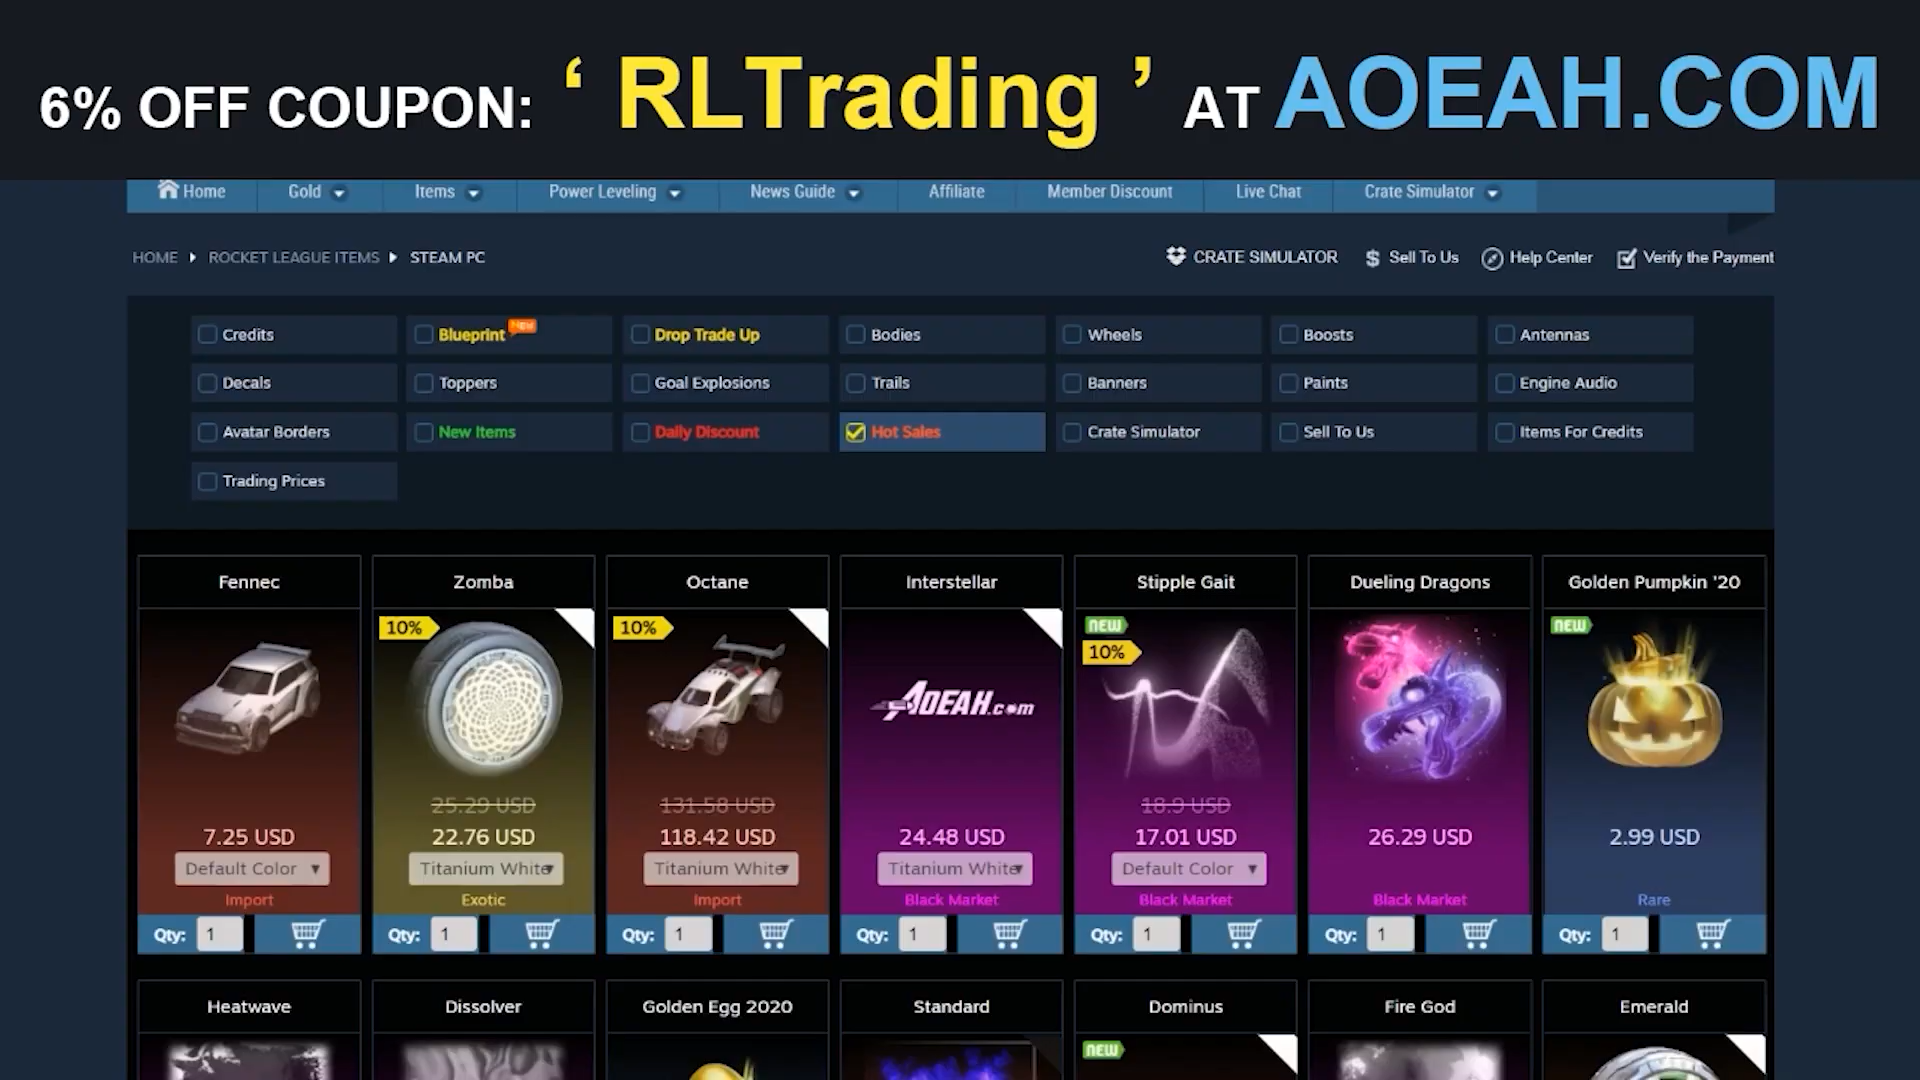 6% OFF COUPON: ‘ RLTrading ’ AT AOEAH.COM
Home Gold Items Power Leveling News Guide Affiliate Member Discount Live Chat Crate Simulator
HOME ROCKET LEAGUE ITEMS STEAM PC CRATE SIMULATOR $ Sell To Us Help Center Verify the Payment
Credits Blueprint New Drop Trade Up Bodies Wheels Boosts Antennas
Decals Toppers Goal Explosions Trails Banners Paints Engine Audio
Avatar Borders New Items Daily Discount Hot Sales Crate Simulator Sell To Us Items For Credits
Trading Prices
Fennec Zomba Octane Interstellar Stipple Gait Dueling Dragons Golden Pumpkin '20
10% 10% NEW NEW
10%
AOEAH.com
25.29 USD 131.58 USD 18.9 USD
7.25 USD 22.76 USD 118.42 USD 24.48 USD 17.01 USD 26.29 USD 2.99 USD
Default Color Titanium White Titanium White Titanium White Default Color
Import Exotic Import Black Market Black Market Black Market Rare
Qty: 1 Qty: 1 Qty: 1 Qty: 1 Qty: 1 Qty: 1 Qty: 1
Heatwave Dissolver Golden Egg 2020 Standard Dominus Fire God Emerald
NEW